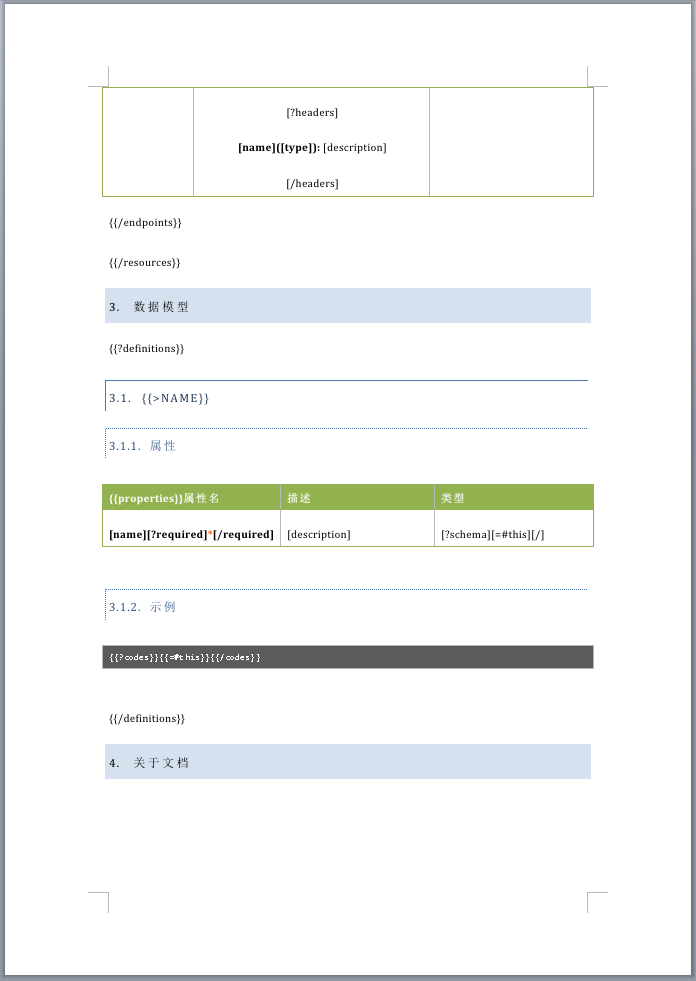 [?headers]
[name]([type]): [description]
[/headers]
{{/endpoints}}
{{/resources}}
3. 数据模型
{{?definitions}}
3.1. {{>NAME}}
3.1.1. 属性
{{properties}}属性名 描述 类型
[name][?required]*[/required] [description] [?schema][=#this][/]
3.1.2. 示例
{{?codes}}{{=#this}}{{/codes}}
{{/definitions}}
4. 关于文档